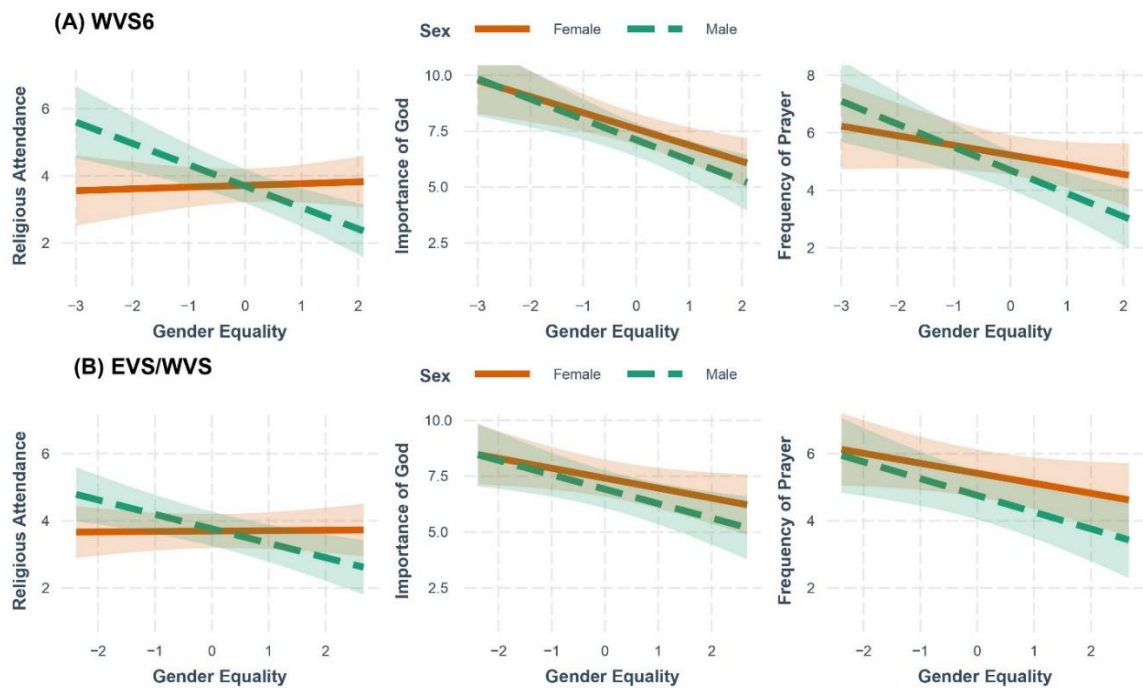 (A) WVS6
Sex Female Male
Religious Attendance
6
4
2
−3 −2 −1 0 1 2
Gender Equality
Importance of God
10.0
7.5
5.0
2.5
−3 −2 −1 0 1 2
Gender Equality
Frequency of Prayer
8
6
4
2
−3 −2 −1 0 1 2
Gender Equality
(B) EVS/WVS
Sex Female Male
Religious Attendance
6
4
2
−2 −1 0 1 2
Gender Equality
Importance of God
10.0
7.5
5.0
2.5
−2 −1 0 1 2
Gender Equality
Frequency of Prayer
6
4
2
−2 −1 0 1 2
Gender Equality